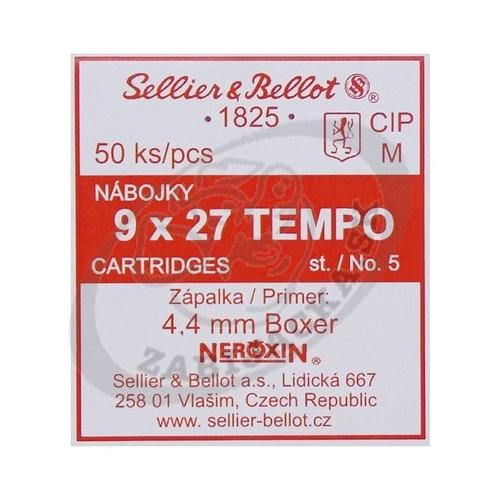 Sellier & Bellot ®
· 1825 ·
CIP
M
50 ks/pcs
NÁBOJKY
9 x 27 TEMPO
CARTRIDGES st. / No. 5
Zápalka / Primer:
4,4 mm Boxer
NEROXIN ®
Sellier & Bellot a.s., Lidická 667
258 01 Vlašim, Czech Republic
www. sellier-bellot.cz